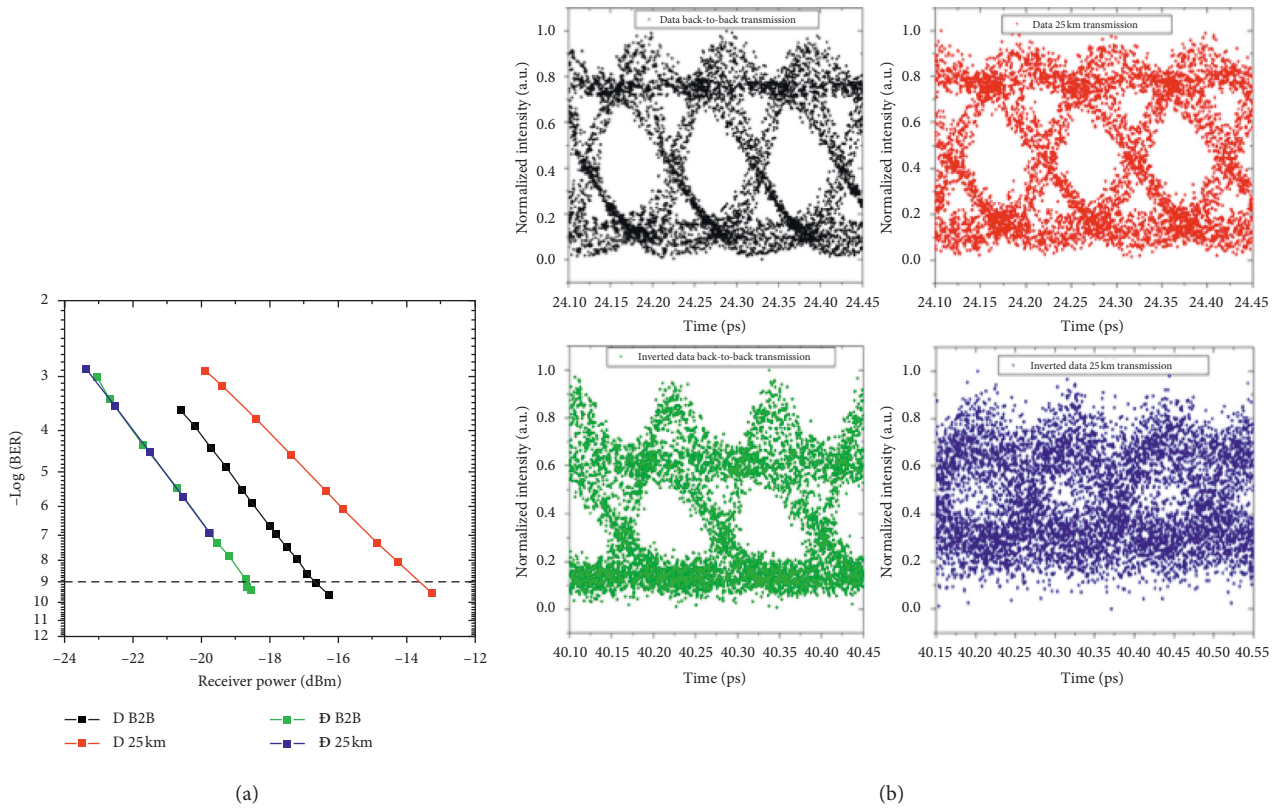 2
3
4
5
6
7
8
9
10
11
12
−Log (BER)
−24 −22 −20 −18 −16 −14 −12
Receiver power (dBm)
D B2B
D 25 km
Đ B2B
Đ 25 km
(a)
Data back-to-back transmission
1.0
0.8
0.6
0.4
0.2
0.0
Normalized intensity (a.u.)
24.10 24.15 24.20 24.25 24.30 24.35 24.40 24.45
Time (ps)
Data 25 km transmission
1.0
0.8
0.6
0.4
0.2
0.0
Normalized intensity (a.u.)
24.10 24.15 24.20 24.25 24.30 24.35 24.40 24.45
Time (ps)
Inverted data back-to-back transmission
1.0
0.8
0.6
0.4
0.2
0.0
Normalized intensity (a.u.)
40.10 40.15 40.20 40.25 40.30 40.35 40.40 40.45
Time (ps)
Inverted data 25 km transmission
1.0
0.8
0.6
0.4
0.2
0.0
Normalized intensity (a.u.)
40.15 40.20 40.25 40.30 40.35 40.40 40.45 40.50 40.55
Time (ps)
(b)